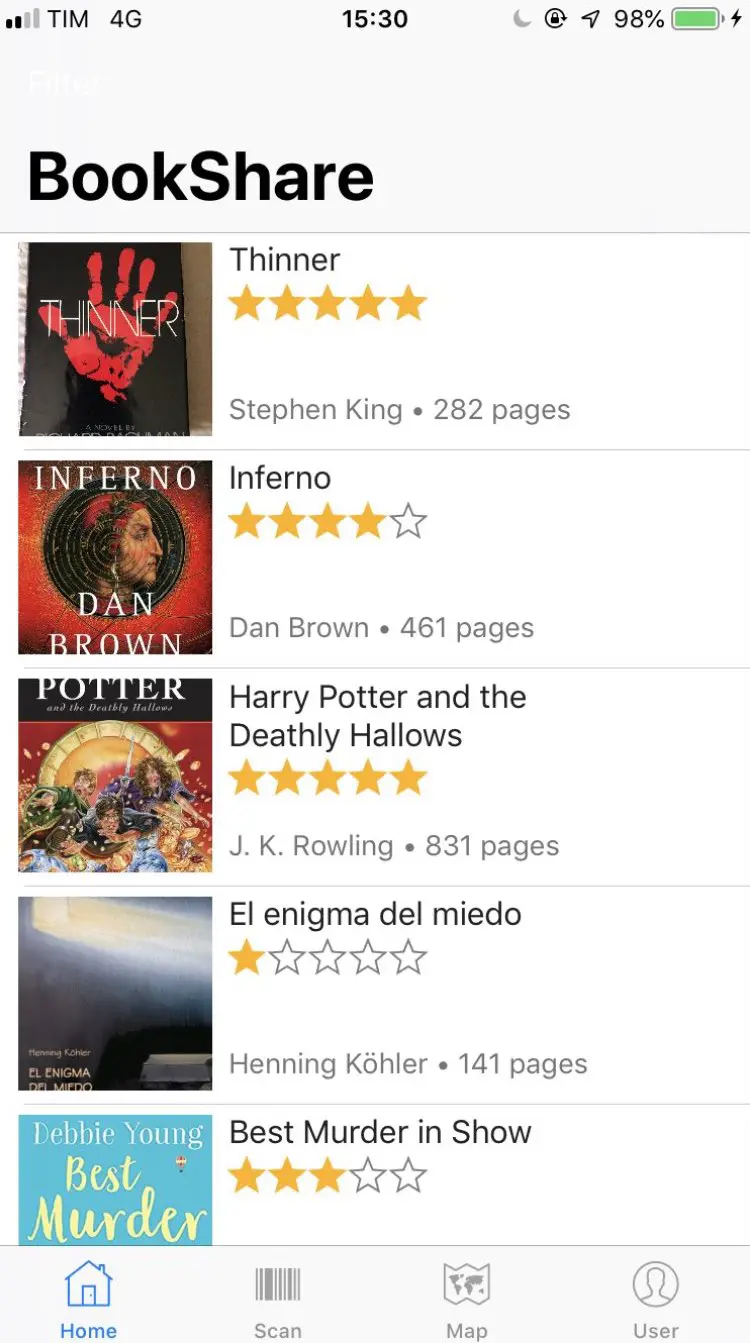 TIM 4G 15:30 98%
Filter
BookShare
THINNER
A NOVEL BY
RICHARD BACHMAN
Thinner
Stephen King • 282 pages
INFERNO
DAN
BROWN
Inferno
Dan Brown • 461 pages
POTTER
and the Deathly Hallows
Harry Potter and the
Deathly Hallows
J. K. Rowling • 831 pages
Henning Köhler
EL ENIGMA
DEL MIEDO
El enigma del miedo
Henning Köhler • 141 pages
Debbie Young
Best
Murder
Best Murder in Show
Home Scan Map User